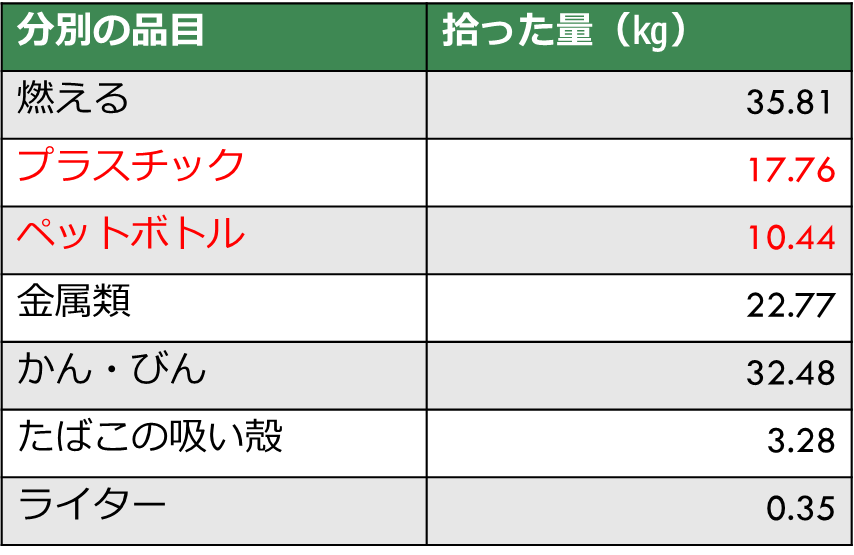 分別の品目 拾った量（㎏）
燃える 35.81
プラスチック 17.76
ペットボトル 10.44
金属類 22.77
かん・びん 32.48
たばこの吸い殻 3.28
ライター 0.35